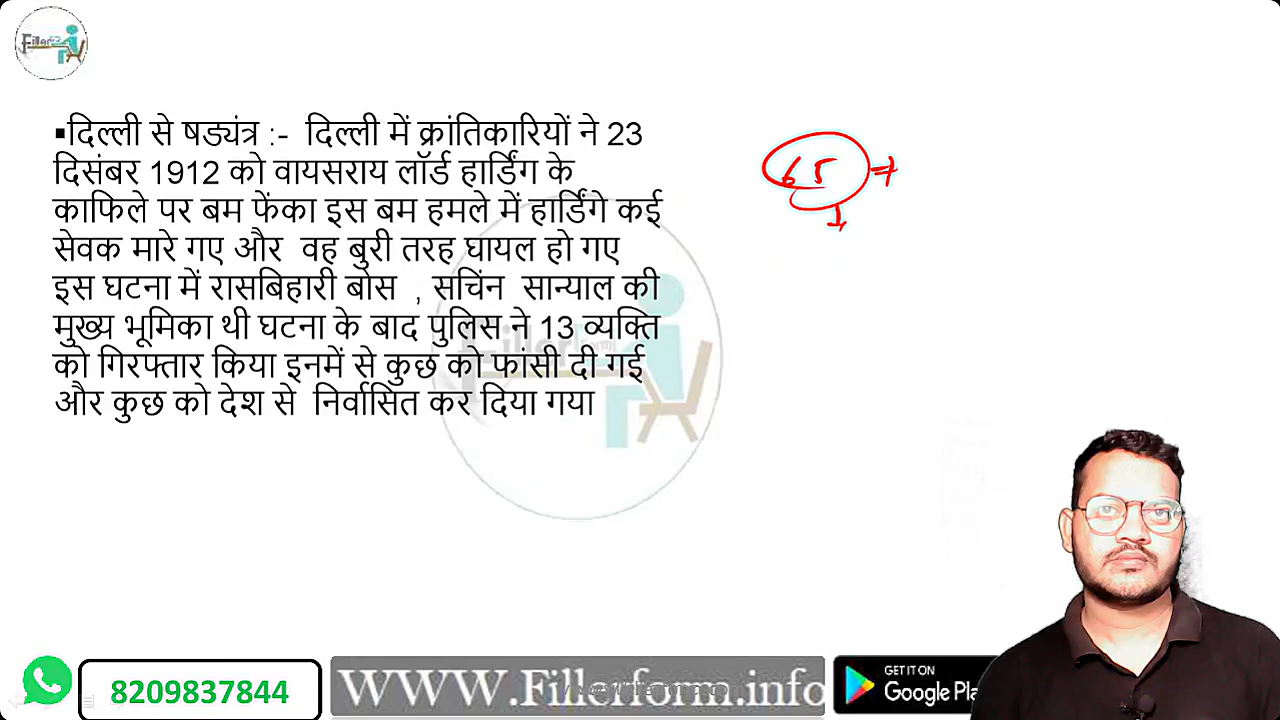 Fillerform
▪दिल्ली से षड्यंत्र :- दिल्ली में क्रांतिकारियों ने 23
दिसंबर 1912 को वायसराय लॉर्ड हार्डिंग के
काफिले पर बम फेंका इस बम हमले में हार्डिंगे कई
सेवक मारे गए और वह बुरी तरह घायल हो गए
इस घटना में रासबिहारी बोस , सचिंन सान्याल की
मुख्य भूमिका थी घटना के बाद पुलिस ने 13 व्यक्ति
को गिरफ्तार किया इनमें से कुछ को फांसी दी गई
और कुछ को देश से निर्वासित कर दिया गया
65
8209837844
WWW.Fillerform.info
GET IT ON
Google Pla